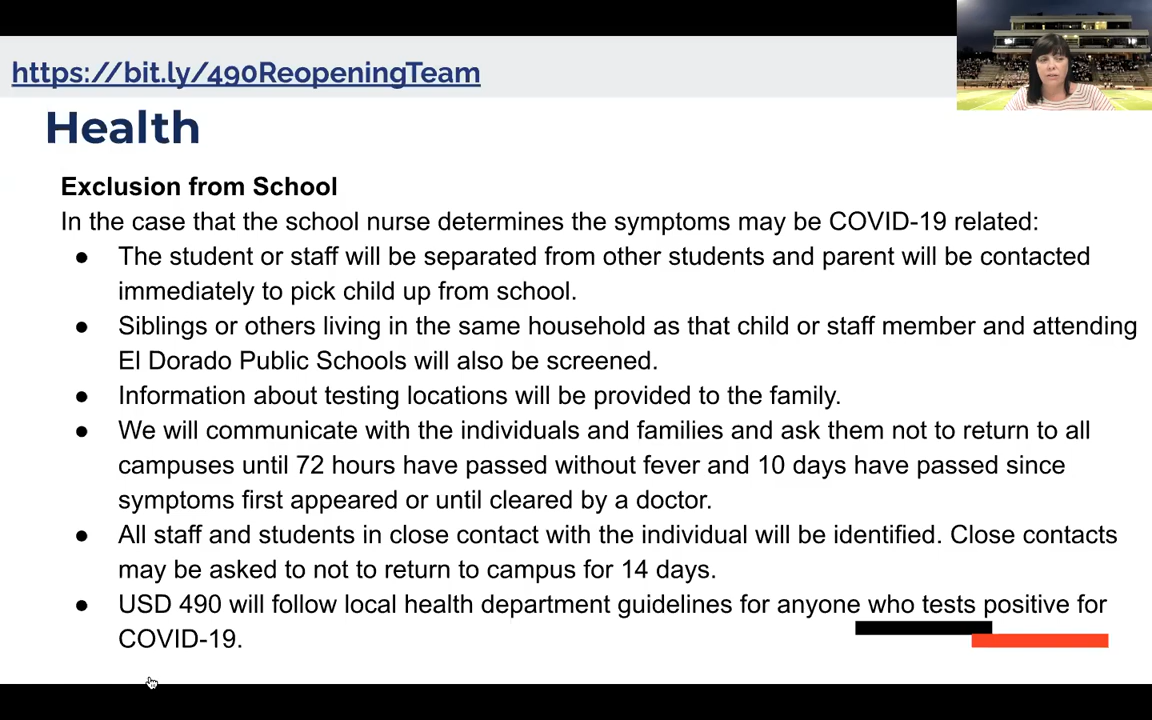 https://bit.ly/490ReopeningTeam
Health
Exclusion from School
In the case that the school nurse determines the symptoms may be COVID-19 related:
● The student or staff will be separated from other students and parent will be contacted
immediately to pick child up from school.
● Siblings or others living in the same household as that child or staff member and attending
El Dorado Public Schools will also be screened.
● Information about testing locations will be provided to the family.
● We will communicate with the individuals and families and ask them not to return to all
campuses until 72 hours have passed without fever and 10 days have passed since
symptoms first appeared or until cleared by a doctor.
● All staff and students in close contact with the individual will be identified. Close contacts
may be asked to not to return to campus for 14 days.
● USD 490 will follow local health department guidelines for anyone who tests positive for
COVID-19.